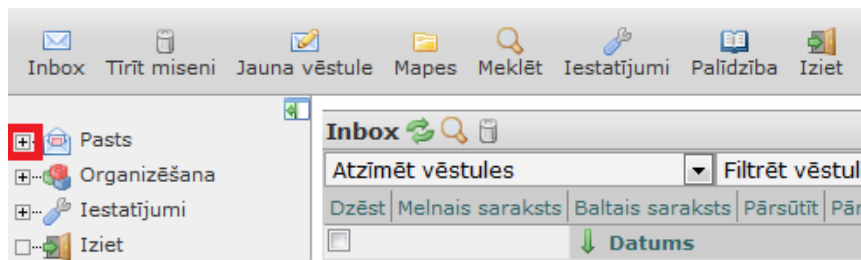 Inbox Tīrīt miseni Jauna vēstule Mapes Meklēt Iestatījumi Palīdzība Iziet
Pasts
Organizēšana
Iestatījumi
Iziet
Inbox
Atzīmēt vēstules Filtrēt vēstul
Dzēst Melnais saraksts Baltais saraksts Pārsūtīt Pār
Datums